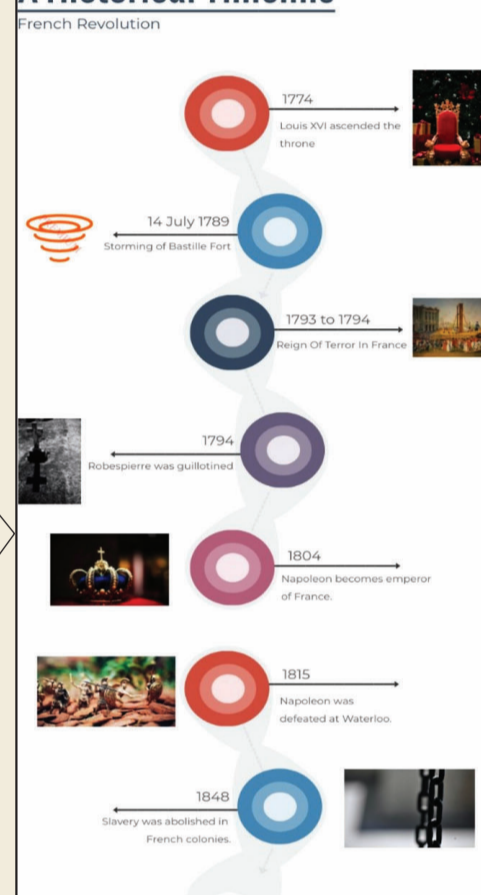 A Historical Timeline
French Revolution
1774
Louis XVI ascended the
throne
14 July 1789
Storming of Bastille Fort
1793 to 1794
Reign Of Terror In France
1794
Robespierre was guillotined
1804
Napoleon becomes emperor
of France.
1815
Napoleon was
defeated at Waterloo.
1848
Slavery was abolished in
French colonies.